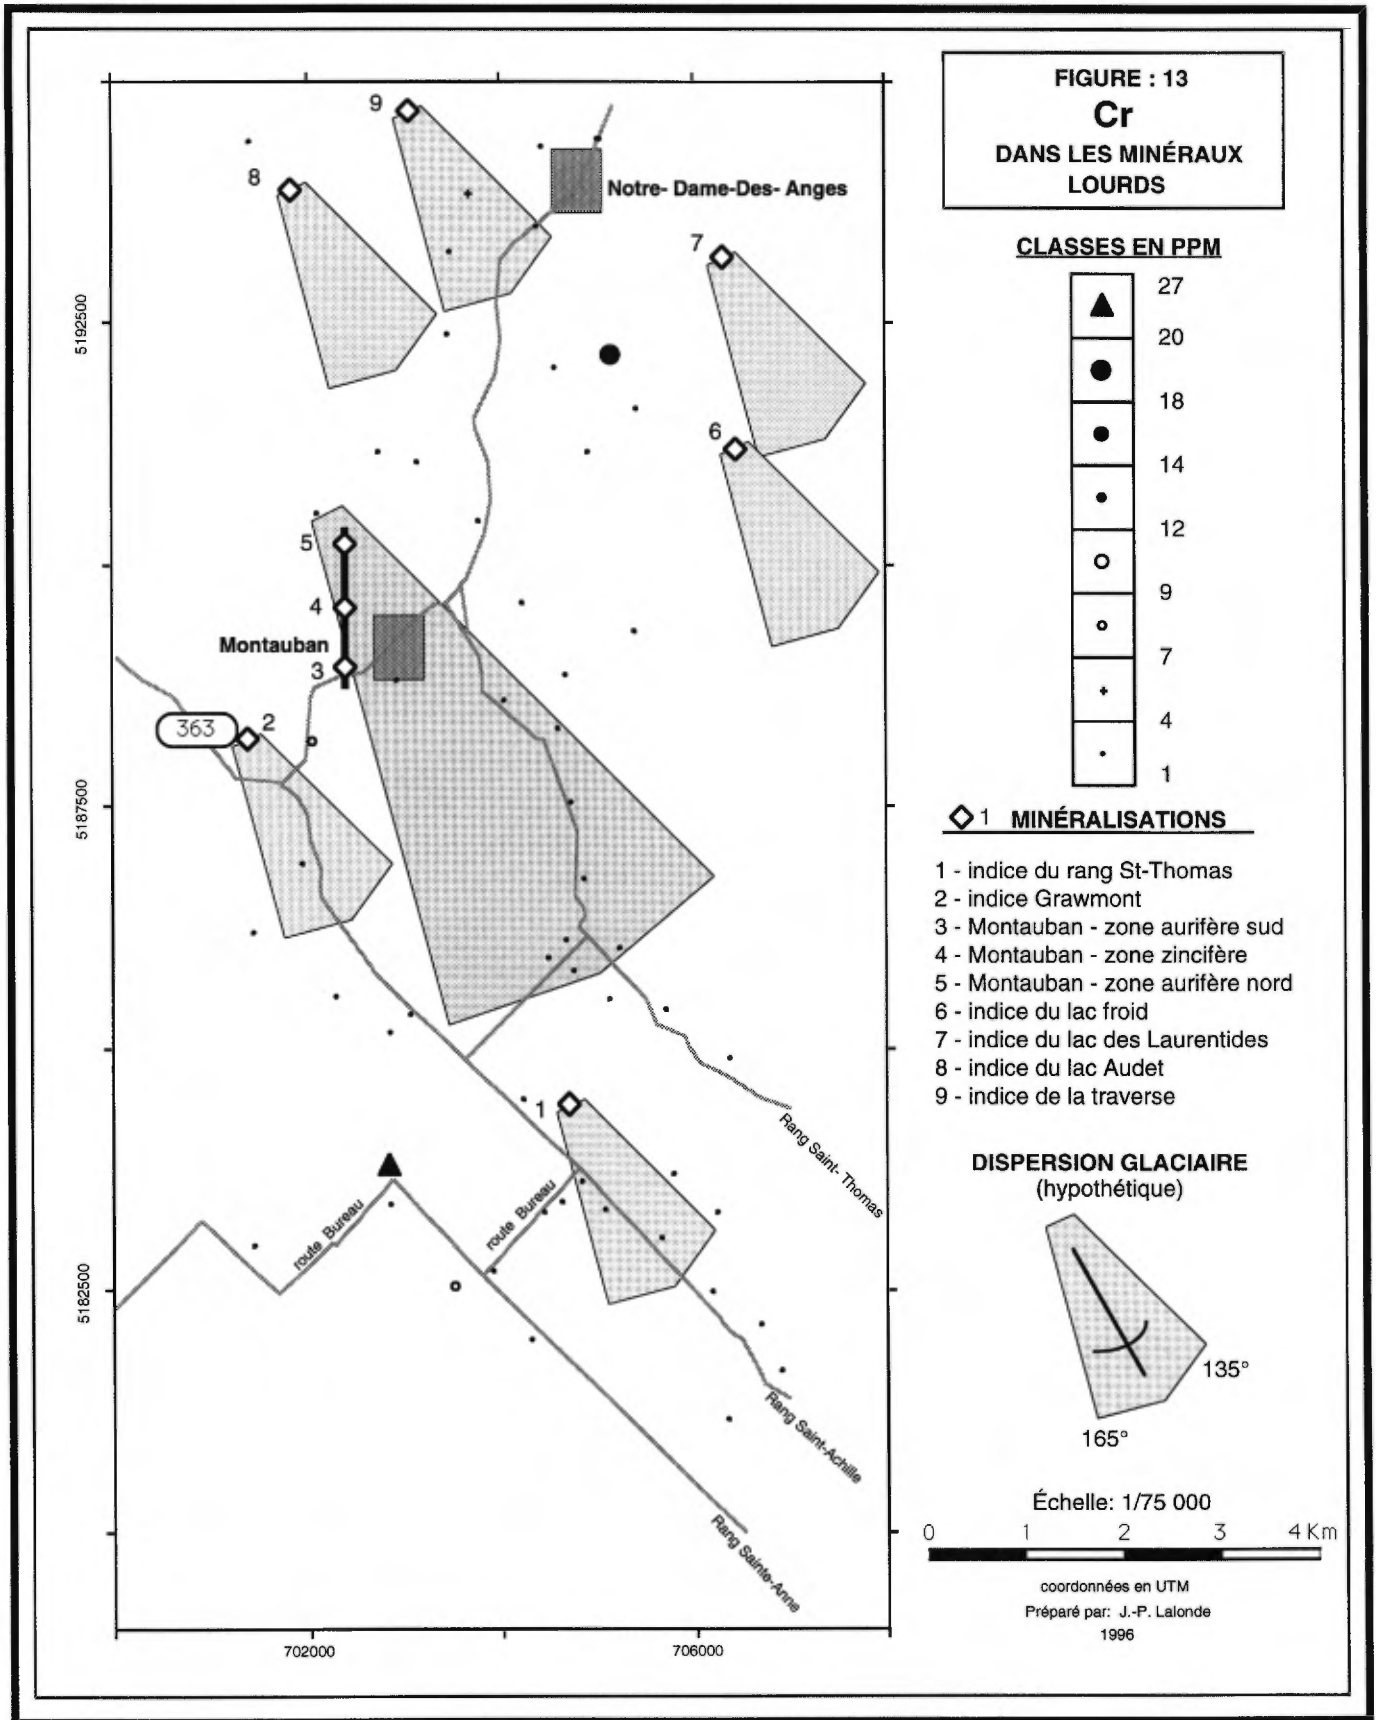 FIGURE : 13
Cr
DANS LES MINÉRAUX
LOURDS
CLASSES EN PPM
27
20
18
14
12
9
7
4
1
1 MINÉRALISATIONS
1 - indice du rang St-Thomas
2 - indice Grawmont
3 - Montauban - zone aurifère sud
4 - Montauban - zone zincifère
5 - Montauban - zone aurifère nord
6 - indice du lac froid
7 - indice du lac des Laurentides
8 - indice du lac Audet
9 - indice de la traverse
DISPERSION GLACIAIRE
(hypothétique)
135°
165°
Échelle: 1/75 000
0 1 2 3 4 Km
coordonnées en UTM
Préparé par: J.-P. Lalonde
1996
9
8
Notre- Dame-Des- Anges
7
5192500
6
5
4
Montauban
3
363
2
5187500
1
Rang Saint- Thomas
route Bureau
route Bureau
5182500
Rang Saint-Achille
Rang Sainte-Anne
702000
706000